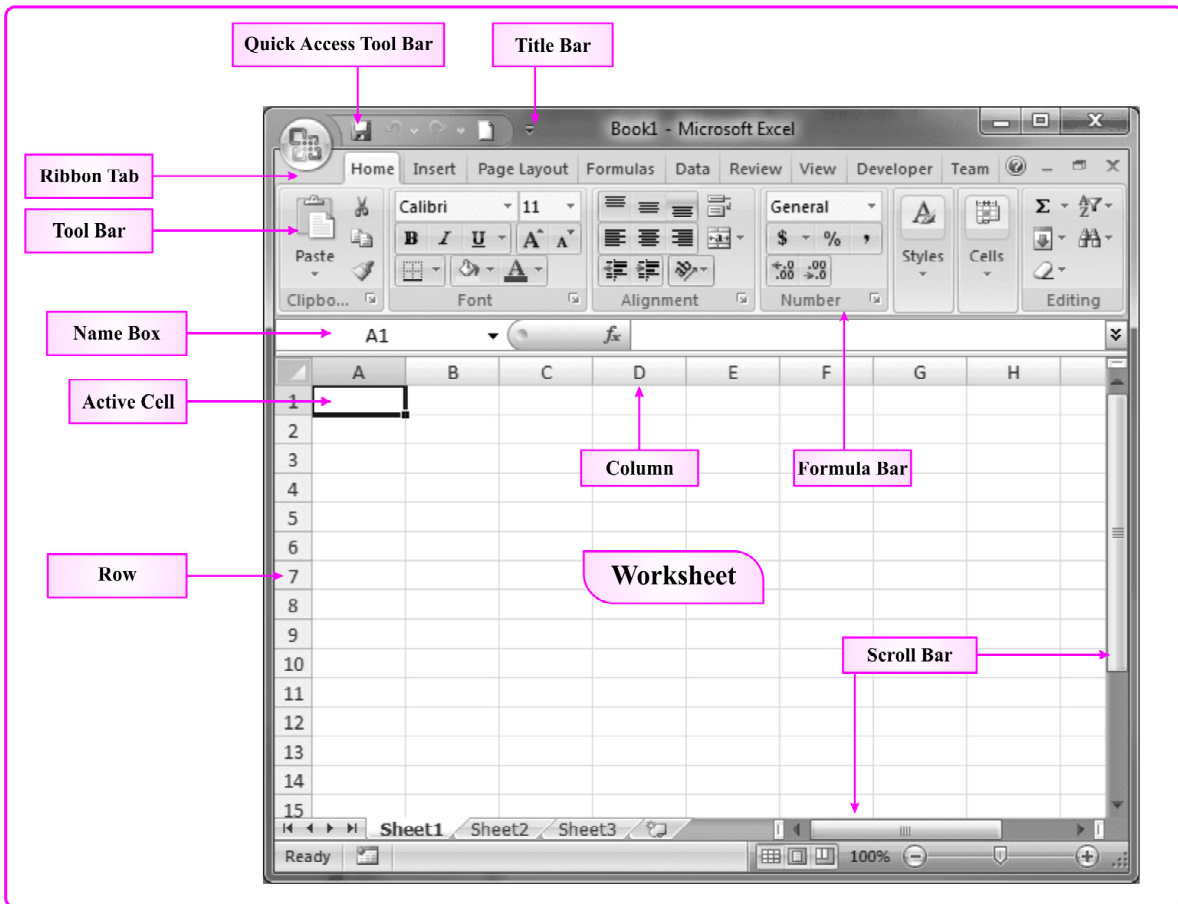 Quick Access Tool Bar
Title Bar
Book1 - Microsoft Excel
Ribbon Tab
Home Insert Page Layout Formulas Data Review View Developer Team
Tool Bar
Calibri 11 General
B I U A A $ % ,
Paste
Styles Cells
A .00 .00
Clipbo... Font Alignment Number Editing
Name Box
A1 fx
A B C D E F G H
Active Cell
1
2
3
Column Formula Bar
4
5
6
Row
7
Worksheet
8
9
Scroll Bar
10
11
12
13
14
15
Sheet1 Sheet2 Sheet3
Ready 100%